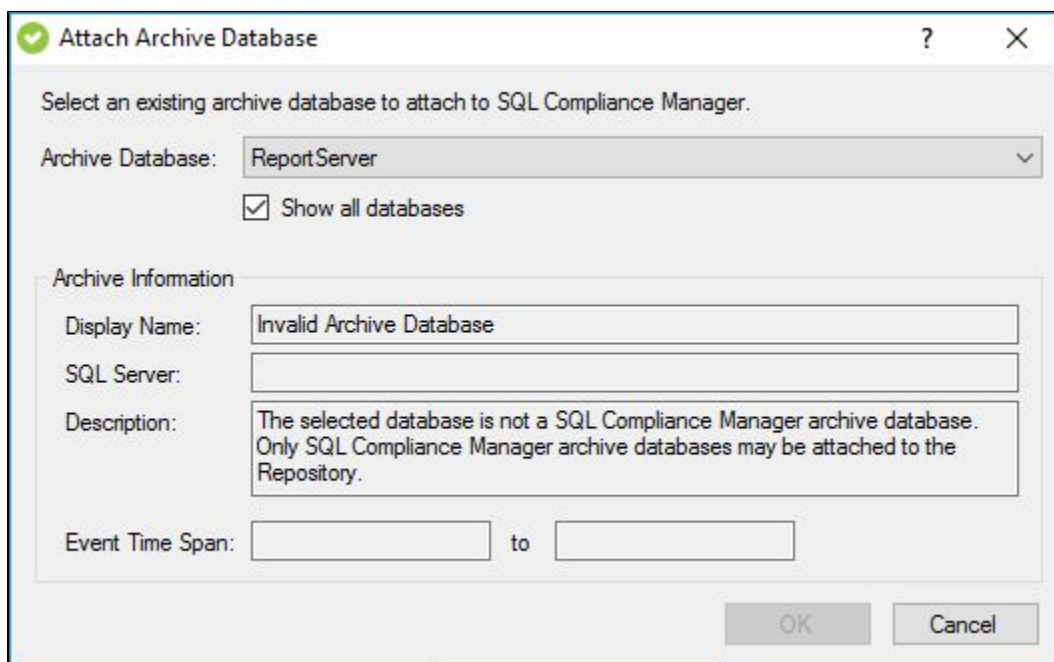 Attach Archive Database
?
Select an existing archive database to attach to SQL Compliance Manager.
Archive Database: ReportServer
Show all databases
Archive Information
Display Name: Invalid Archive Database
SQL Server:
Description: The selected database is not a SQL Compliance Manager archive database.
Only SQL Compliance Manager archive databases may be attached to the
Repository.
Event Time Span: to
OK Cancel